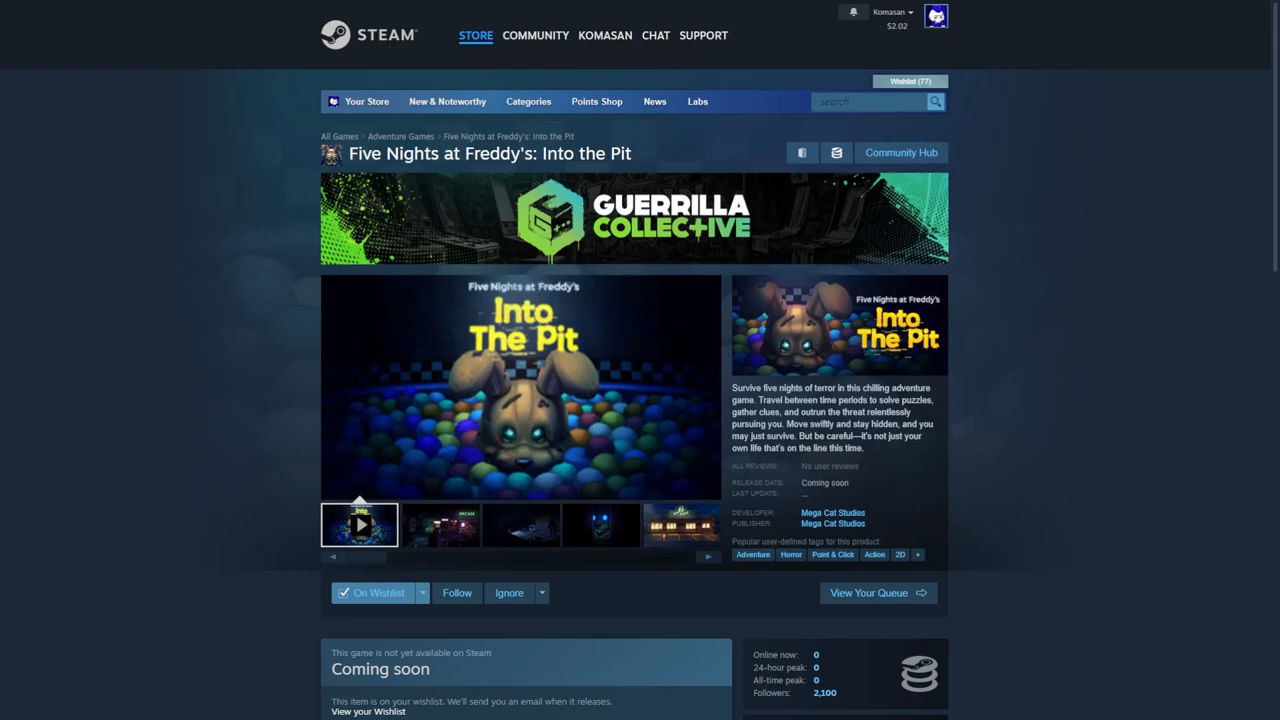 Komasan
$2.02
STEAM
STORE COMMUNITY KOMASAN CHAT SUPPORT
Wishlist (77)
Your Store New & Noteworthy Categories Points Shop News Labs search
All Games > Adventure Games > Five Nights at Freddy's: Into the Pit
Five Nights at Freddy's: Into the Pit
Community Hub
GUERRILLA
COLLECTIVE
Five Nights at Freddy's
Into
The Pit
Five Nights at Freddy's
Into
The Pit
Survive five nights of terror in this chilling adventure
game. Travel between time periods to solve puzzles,
gather clues, and outrun the threat relentlessly
pursuing you. Move swiftly and stay hidden, and you
may just survive. But be careful—it's not just your
own life that's on the line this time.
ALL REVIEWS: No user reviews
RELEASE DATE: Coming soon
LAST UPDATE: ...
DEVELOPER: Mega Cat Studios
PUBLISHER: Mega Cat Studios
Popular user-defined tags for this product:
Adventure Horror Point & Click Action 2D +
Into
ARCADE
On Wishlist Follow Ignore View Your Queue
This game is not yet available on Steam
Coming soon
This item is on your wishlist. We'll send you an email when it releases.
View your Wishlist
Online now: 0
24-hour peak: 0
All-time peak: 0
Followers: 2,100